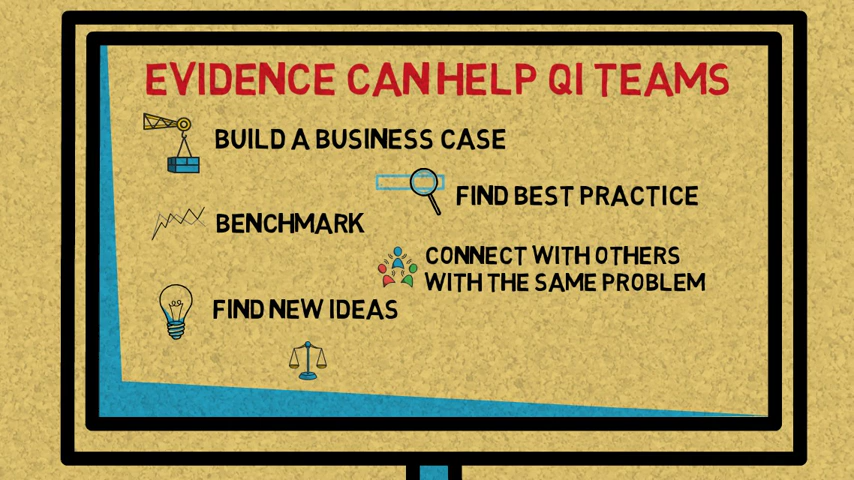 EVIDENCE CAN HELP QI TEAMS
BUILD A BUSINESS CASE
FIND BEST PRACTICE
BENCHMARK
CONNECT WITH OTHERS
WITH THE SAME PROBLEM
FIND NEW IDEAS